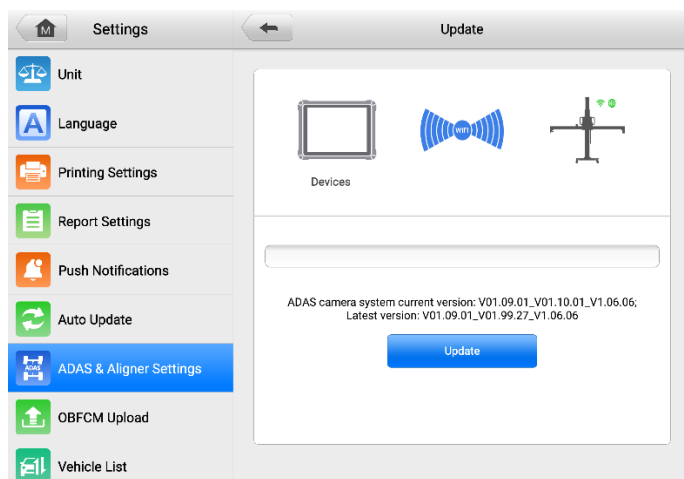 M
Settings
Update
Unit
Language
Printing Settings
Report Settings
Push Notifications
Auto Update
ADAS
ADAS & Aligner Settings
OBFCM Upload
Vehicle List
WIFI
Devices
ADAS camera system current version: V01.09.01_V01.10.01_V1.06.06;
Latest version: V01.09.01_V01.99.27_V1.06.06
Update